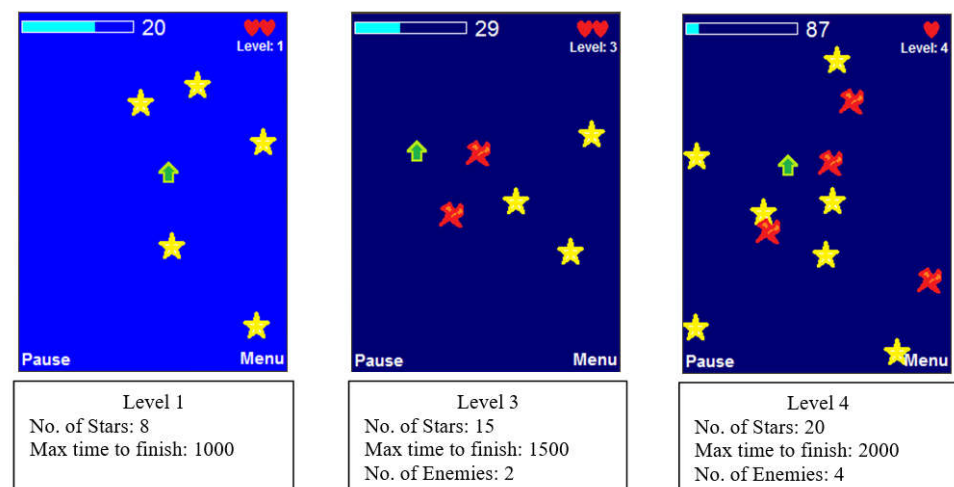 20
Level: 1
Pause
Menu
29
Level: 3
Pause
Menu
87
Level: 4
Pause
Menu
Level 1
No. of Stars: 8
Max time to finish: 1000
Level 3
No. of Stars: 15
Max time to finish: 1500
No. of Enemies: 2
Level 4
No. of Stars: 20
Max time to finish: 2000
No. of Enemies: 4